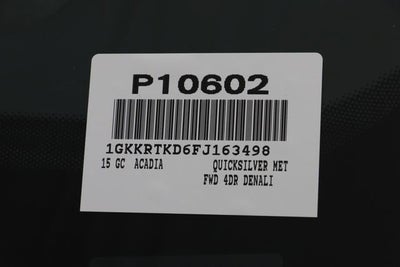 P10602
1GKKRTKD6FJ163498
15 GC ACADIA QUICKSILVER MET
FWD 4DR DENALI